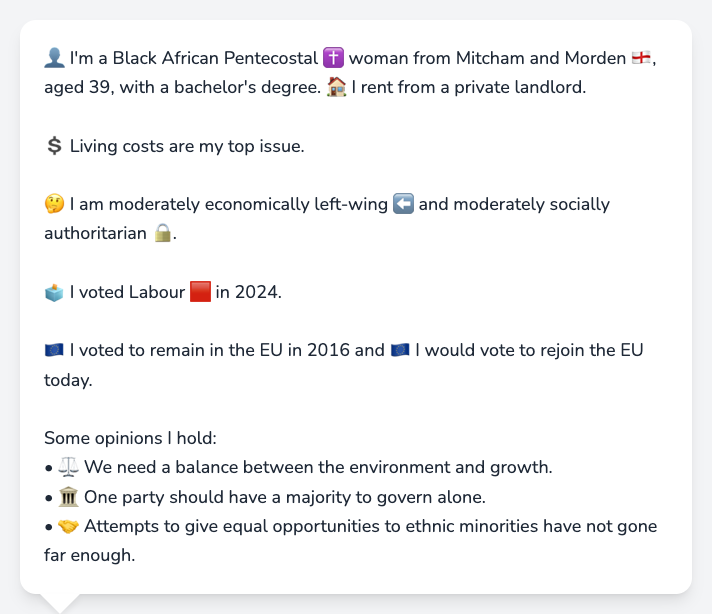 👤 I'm a Black African Pentecostal ✝️ woman from Mitcham and Morden 🏴󠁧󠁢󠁥󠁮󠁧󠁿,
aged 39, with a bachelor's degree. 🏠 I rent from a private landlord.
💲 Living costs are my top issue.
🤔 I am moderately economically left-wing ⬅️ and moderately socially
authoritarian 🔒.
🗳️ I voted Labour 🟥 in 2024.
🇪🇺 I voted to remain in the EU in 2016 and 🇪🇺 I would vote to rejoin the EU
today.
Some opinions I hold:
• ⚖️ We need a balance between the environment and growth.
• 🏛️ One party should have a majority to govern alone.
• 🤝 Attempts to give equal opportunities to ethnic minorities have not gone
far enough.